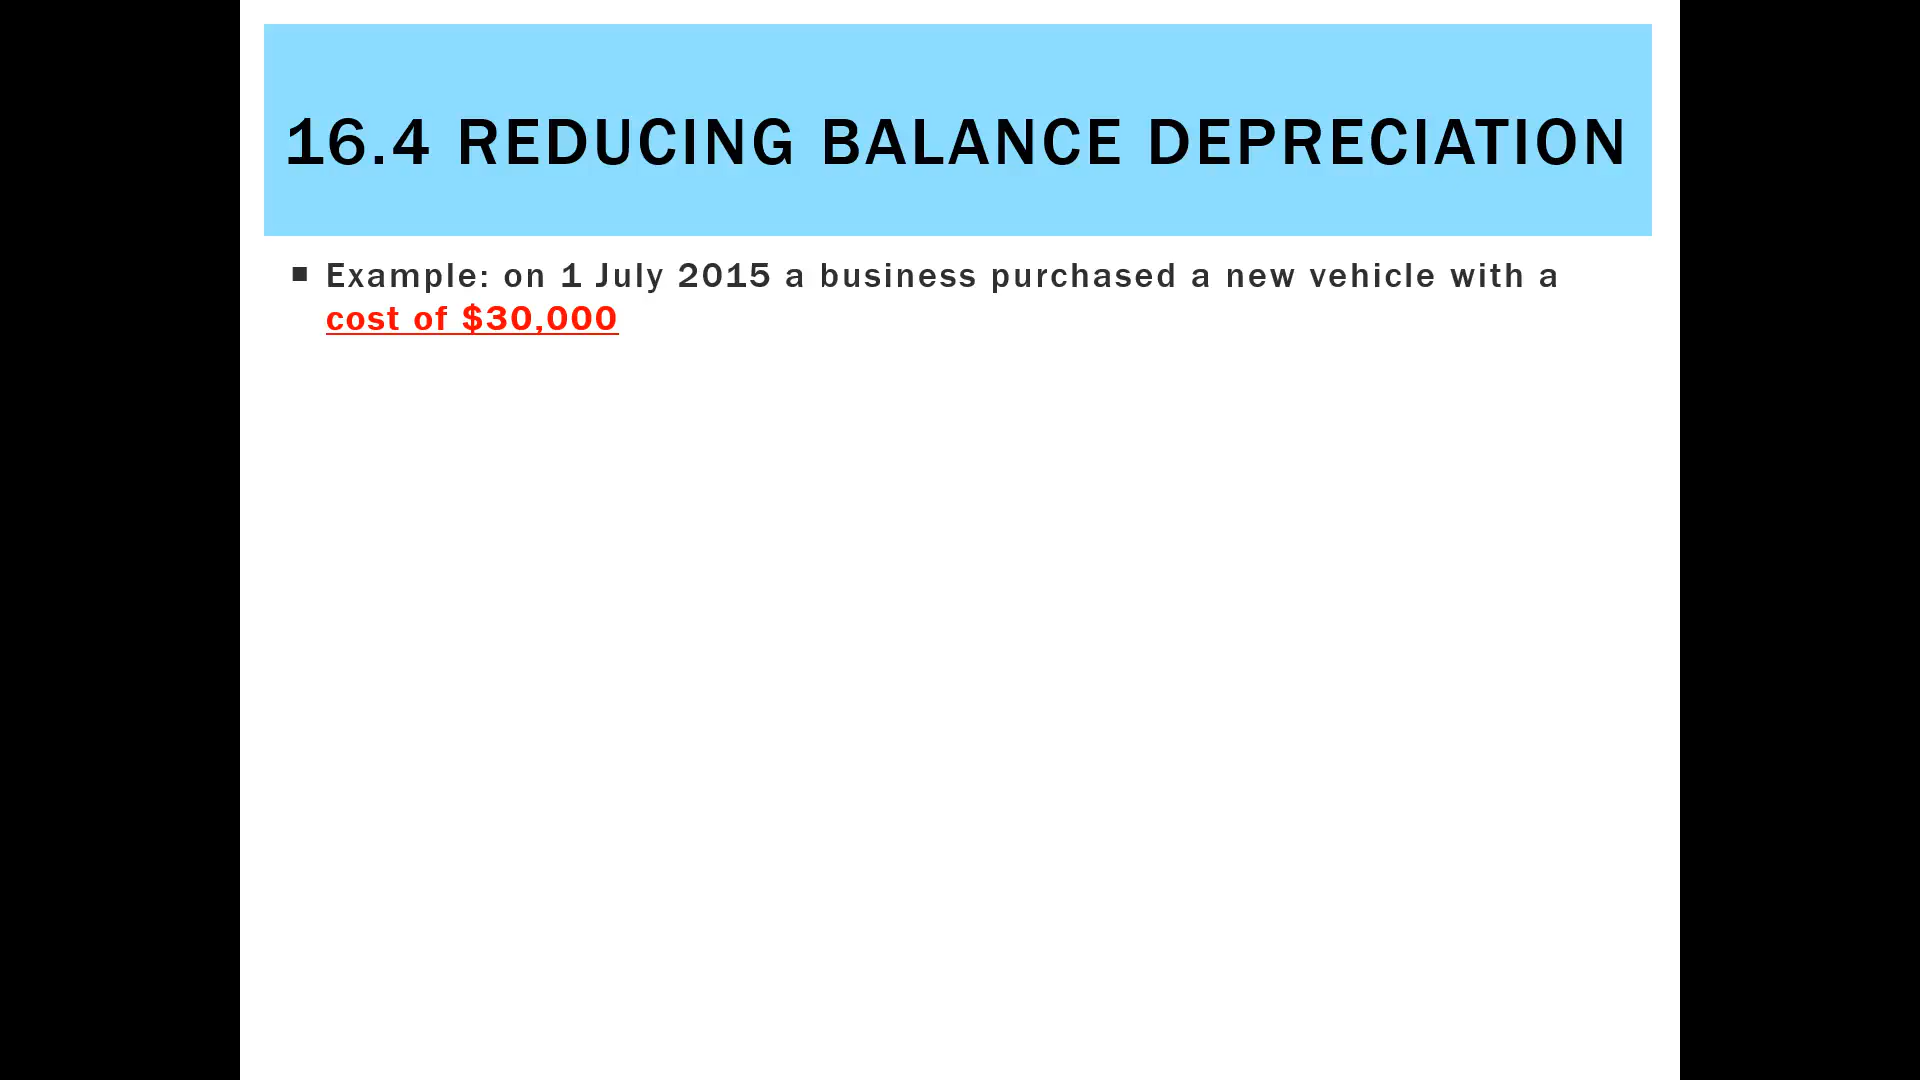 16.4 REDUCING BALANCE DEPRECIATION
▪ Example: on 1 July 2015 a business purchased a new vehicle with a
cost of $30,000